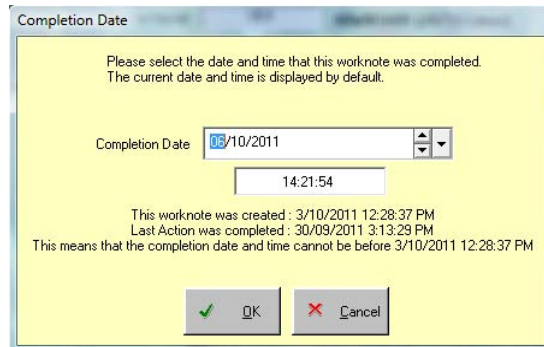 Completion Date
Please select the date and time that this worknote was completed.
The current date and time is displayed by default.
Completion Date 06/10/2011
14:21:54
This worknote was created : 3/10/2011 12:28:37 PM
Last Action was completed : 30/09/2011 3:13:29 PM
This means that the completion date and time cannot be before 3/10/2011 12:28:37 PM
OK Cancel